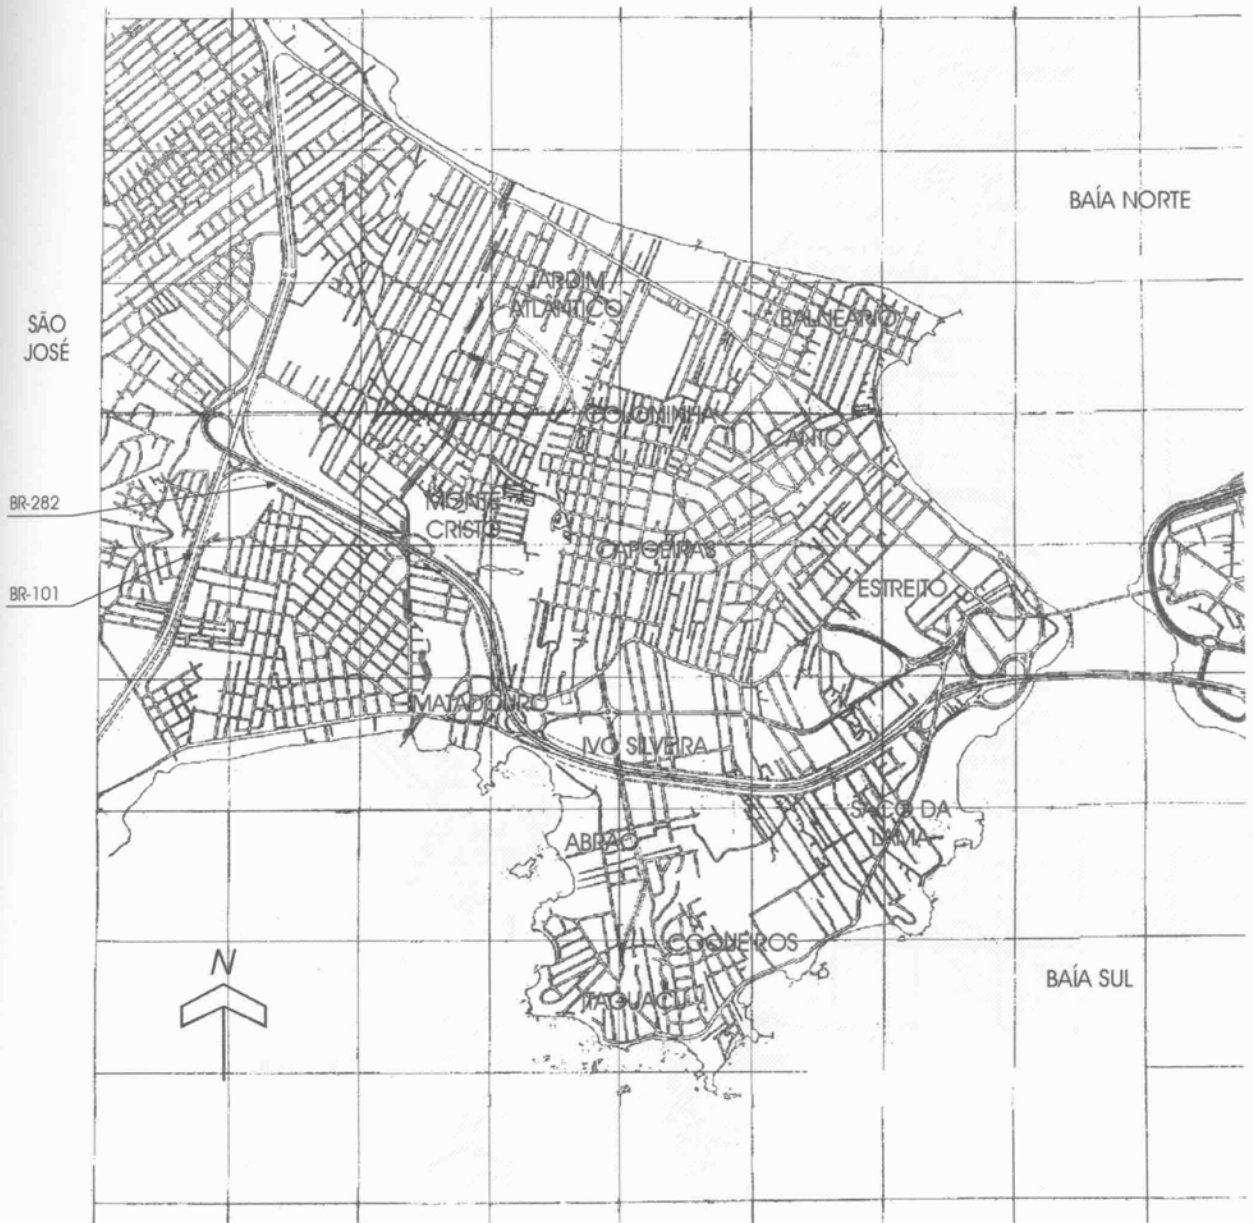 BAÍA NORTE
JARDIM
ATLÂNTICO
BALNEÁRIO
SÃO
JOSÉ
COLONINHA
CANTO
BR-282
MONTE
CRISTO
CAPOEIRAS
BR-101
ESTREITO
MATADOURO
IVO SILVEIRA
SACO DA
LAMA
ABRAÃO
COQUEIROS
N
ITAGUAÇU
BAÍA SUL